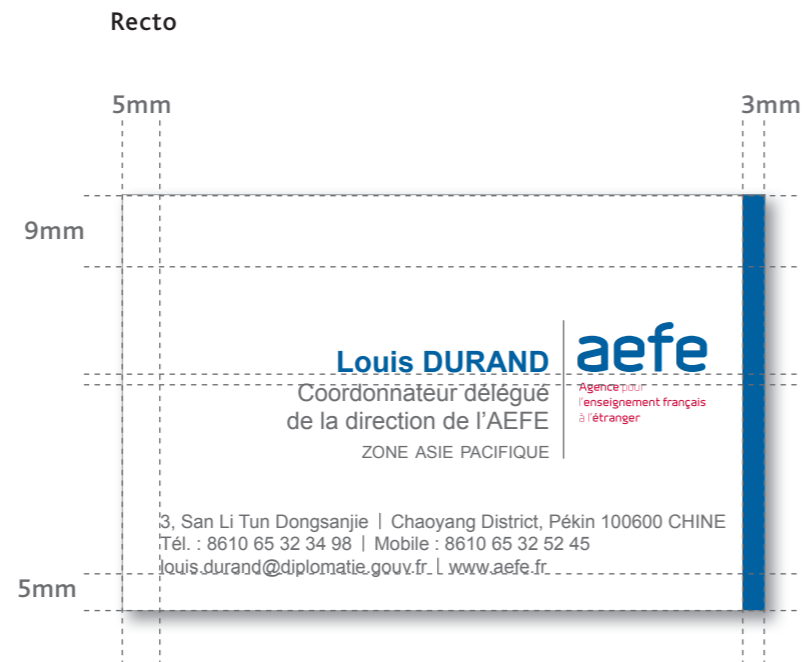 Recto
5mm
3mm
9mm
Louis DURAND
Coordonnateur délégué
de la direction de l’AEFE
ZONE ASIE PACIFIQUE
aefe
Agence pour
l’enseignement français
à l’étranger
3, San Li Tun Dongsanjie | Chaoyang District, Pékin 100600 CHINE
Tél. : 8610 65 32 34 98 | Mobile : 8610 65 32 52 45
louis.durand@diplomatie.gouv.fr | www.aefe.fr
5mm